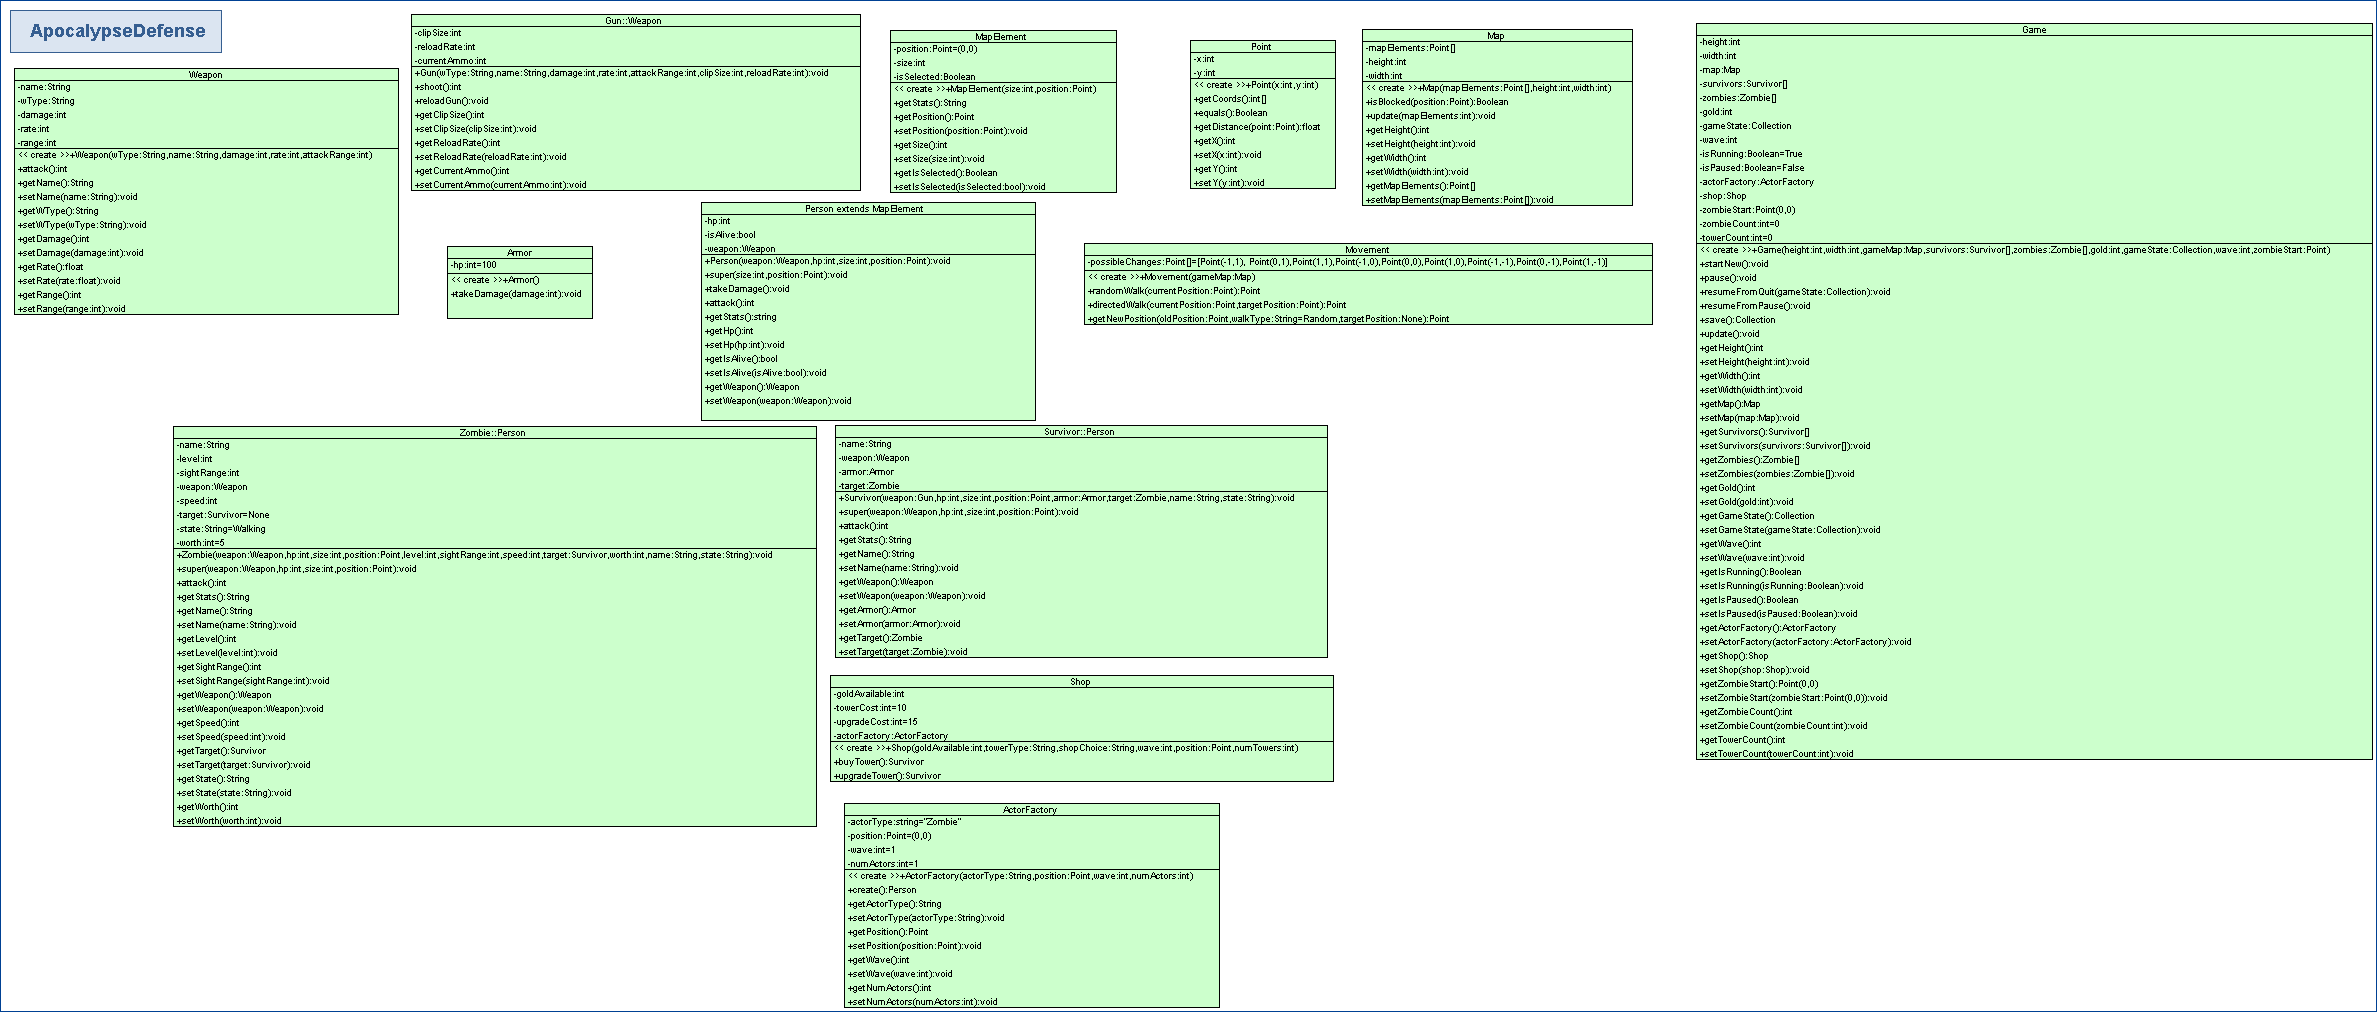 ApocalypseDefense
Weapon
-name:String
-wType:String
-damage:int
-rate:int
-range:int
<< create >>+Weapon(wType:String,name:String,damage:int,rate:int,attackRange:int)
+attack():int
+getName():String
+setName(name:String):void
+getWType():String
+setWType(wType:String):void
+getDamage():int
+setDamage(damage:int):void
+getRate():float
+setRate(rate:float):void
+getRange():int
+setRange(range:int):void
Gun::Weapon
-clipSize:int
-reloadRate:int
-currentAmmo:int
+Gun(wType:String,name:String,damage:int,rate:int,attackRange:int,clipSize:int,reloadRate:int):void
+shoot():int
+reloadGun():void
+getClipSize():int
+setClipSize(clipSize:int):void
+getReloadRate():int
+setReloadRate(reloadRate:int):void
+getCurrentAmmo():int
+setCurrentAmmo(currentAmmo:int):void
MapElement
-position:Point=(0,0)
-size:int
-isSelected:Boolean
<< create >>+MapElement(size:int,position:Point)
+getStats():String
+getPosition():Point
+setPosition(position:Point):void
+getSize():int
+setSize(size:int):void
+getIsSelected():Boolean
+setIsSelected(isSelected:bool):void
Point
-x:int
-y:int
<< create >>+Point(x:int,y:int)
+getCoords():int[]
+equals():Boolean
+getDistance(point:Point):float
+getX():int
+setX(x:int):void
+getY():int
+setY(y:int):void
Map
-mapElements:Point[]
-height:int
-width:int
<< create >>+Map(mapElements:Point[],height:int,width:int)
+isBlocked(position:Point):Boolean
+update(mapElements:int):void
+getHeight():int
+setHeight(height:int):void
+getWidth():int
+setWidth(width:int):void
+getMapElements():Point[]
+setMapElements(mapElements:Point[]):void
Game
-height:int
-width:int
-map:Map
-survivors:Survivor[]
-zombies:Zombie[]
-gold:int
-gameState:Collection
-wave:int
-isRunning:Boolean=True
-isPaused:Boolean=False
-actorFactory:ActorFactory
-shop:Shop
-zombieStart:Point(0,0)
-zombieCount:int=0
-towerCount:int=0
<< create >>+Game(height:int,width:int,gameMap:Map,survivors:Survivor[],zombies:Zombie[],gold:int,gameState:Collection,wave:int,zombieStart:Point)
+startNew():void
+pause():void
+resumeFromQuit(gameState:Collection):void
+resumeFromPause():void
+save():Collection
+update():void
+getHeight():int
+setHeight(height:int):void
+getWidth():int
+setWidth(width:int):void
+getMap():Map
+setMap(map:Map):void
+getSurvivors():Survivor[]
+setSurvivors(survivors:Survivor[]):void
+getZombies():Zombie[]
+setZombies(zombies:Zombie[]):void
+getGold():int
+setGold(gold:int):void
+getGameState():Collection
+setGameState(gameState:Collection):void
+getWave():int
+setWave(wave:int):void
+getIsRunning():Boolean
+setIsRunning(isRunning:Boolean):void
+getIsPaused():Boolean
+setIsPaused(isPaused:Boolean):void
+getActorFactory():ActorFactory
+setActorFactory(actorFactory:ActorFactory):void
+getShop():Shop
+setShop(shop:Shop):void
+getZombieStart():Point(0,0)
+setZombieStart(zombieStart:Point(0,0)):void
+getZombieCount():int
+setZombieCount(zombieCount:int):void
+getTowerCount():int
+setTowerCount(towerCount:int):void
Armor
-hp:int=100
<< create >>+Armor()
+takeDamage(damage:int):void
Person extends MapElement
-hp:int
-isAlive:bool
-weapon:Weapon
+Person(weapon:Weapon,hp:int,size:int,position:Point):void
+super(size:int,position:Point):void
+takeDamage():void
+attack():int
+getStats():string
+getHp():int
+setHp(hp:int):void
+getIsAlive():bool
+setIsAlive(isAlive:bool):void
+getWeapon():Weapon
+setWeapon(weapon:Weapon):void
Movement
-possibleChanges:Point[]=[Point(-1,1), Point(0,1),Point(1,1),Point(-1,0),Point(0,0),Point(1,0),Point(-1,-1),Point(0,-1),Point(1,-1)]
<< create >>+Movement(gameMap:Map)
+randomWalk(currentPosition:Point):Point
+directedWalk(currentPosition:Point,targetPosition:Point):Point
+getNewPosition(oldPosition:Point,walkType:String=Random,targetPosition:None):Point
Zombie::Person
-name:String
-level:int
-sightRange:int
-weapon:Weapon
-speed:int
-target:Survivor=None
-state:String=Walking
-worth:int=5
+Zombie(weapon:Weapon,hp:int,size:int,position:Point,level:int,sightRange:int,speed:int,target:Survivor,worth:int,name:String,state:String):void
+super(weapon:Weapon,hp:int,size:int,position:Point):void
+attack():int
+getStats():String
+getName():String
+setName(name:String):void
+getLevel():int
+setLevel(level:int):void
+getSightRange():int
+setSightRange(sightRange:int):void
+getWeapon():Weapon
+setWeapon(weapon:Weapon):void
+getSpeed():int
+setSpeed(speed:int):void
+getTarget():Survivor
+setTarget(target:Survivor):void
+getState():String
+setState(state:String):void
+getWorth():int
+setWorth(worth:int):void
Survivor::Person
-name:String
-weapon:Weapon
-armor:Armor
-target:Zombie
+Survivor(weapon:Gun,hp:int,size:int,position:Point,armor:Armor,target:Zombie,name:String,state:String):void
+super(weapon:Weapon,hp:int,size:int,position:Point):void
+attack():int
+getStats():String
+getName():String
+setName(name:String):void
+getWeapon():Weapon
+setWeapon(weapon:Weapon):void
+getArmor():Armor
+setArmor(armor:Armor):void
+getTarget():Zombie
+setTarget(target:Zombie):void
Shop
-goldAvailable:int
-towerCost:int=10
-upgradeCost:int=15
-actorFactory:ActorFactory
<< create >>+Shop(goldAvailable:int,towerType:String,shopChoice:String,wave:int,position:Point,numTowers:int)
+buyTower():Survivor
+upgradeTower():Survivor
ActorFactory
-actorType:string="Zombie"
-position:Point=(0,0)
-wave:int=1
-numActors:int=1
<< create >>+ActorFactory(actorType:String,position:Point,wave:int,numActors:int)
+create():Person
+getActorType():String
+setActorType(actorType:String):void
+getPosition():Point
+setPosition(position:Point):void
+getWave():int
+setWave(wave:int):void
+getNumActors():int
+setNumActors(numActors:int):void